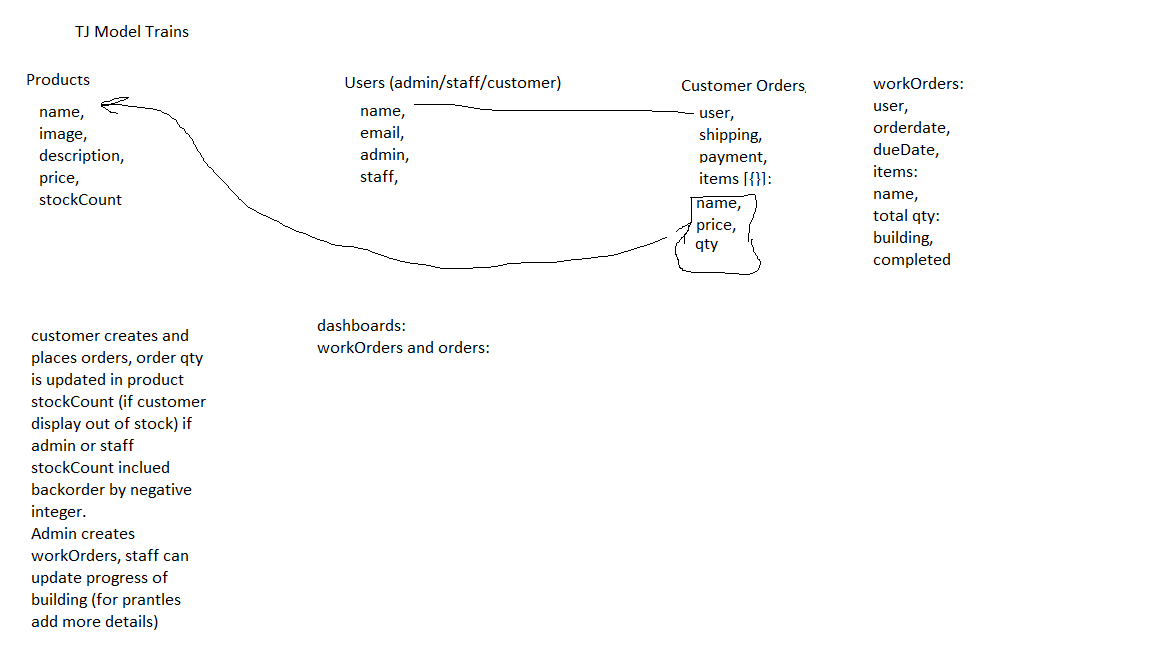 TJ Model Trains
Products
name,
image,
description,
price,
stockCount
Users (admin/staff/customer)
name,
email,
admin,
staff,
Customer Orders,
user,
shipping,
payment,
items [{}]:
name,
price,
qty
workOrders:
user,
orderdate,
dueDate,
items:
name,
total qty:
building,
completed
customer creates and
places orders, order qty
is updated in product
stockCount (if customer
display out of stock) if
admin or staff
stockCount inclued
backorder by negative
integer.
Admin creates
workOrders, staff can
update progress of
building (for prantles
add more details)
dashboards:
workOrders and orders: